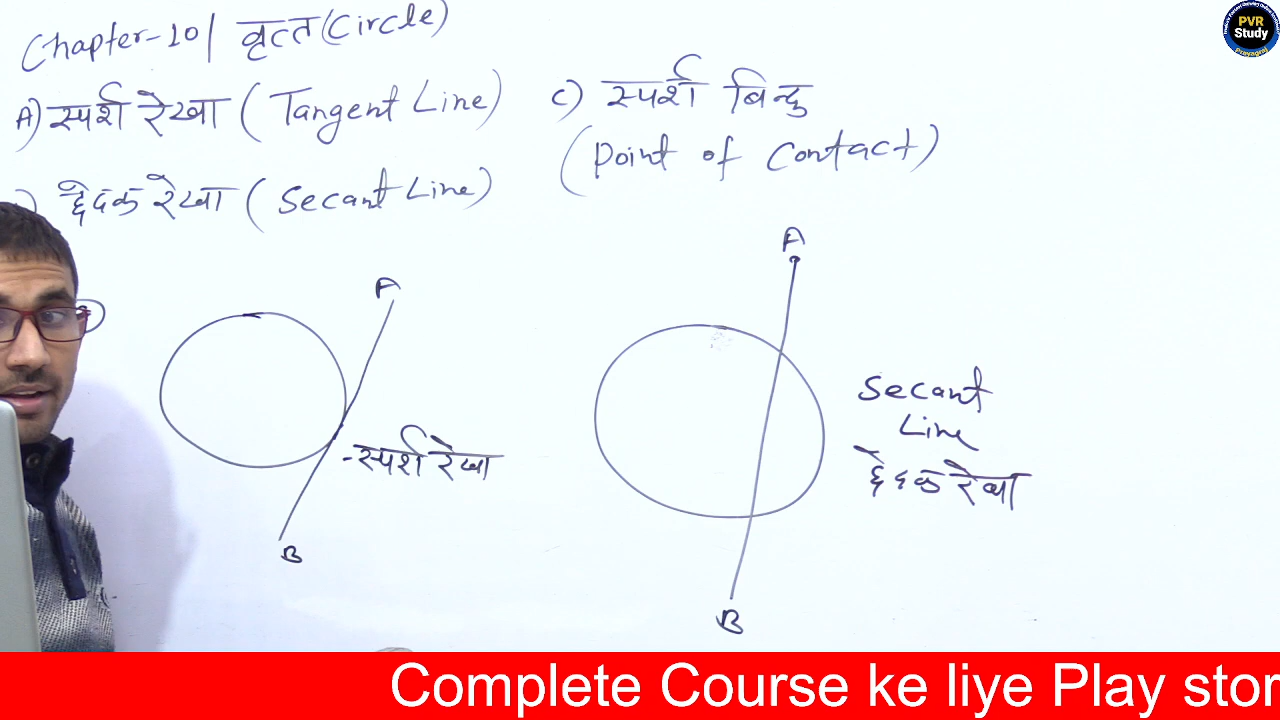 Chapter-10| वृत्त (Circle)
A) स्पर्श रेखा (Tangent Line)
) छेदक रेखा (Secant Line)
C) स्पर्श बिन्दु
(Point of Contact)
A
B
- स्पर्श रेखा
A
B
Secant
Line
छेदक रेखा
PVR
Study
Prayagraj
Complete Course ke liye Play stor